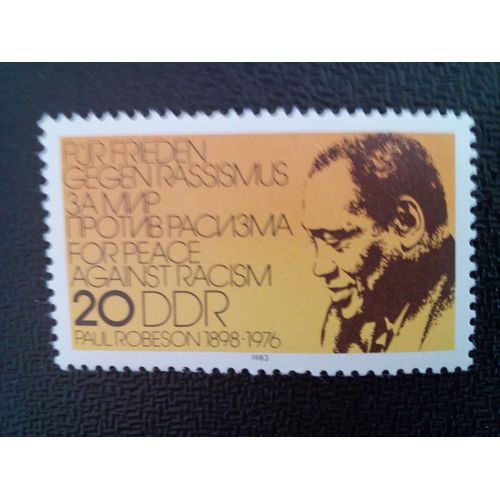 FÜR FRIEDEN
GEGEN RASSISMUS
ЗА МИР
ПРОТИВ РАСИЗМА
FOR PEACE
AGAINST RACISM
20 DDR
PAUL ROBESON 1898-1976
1983